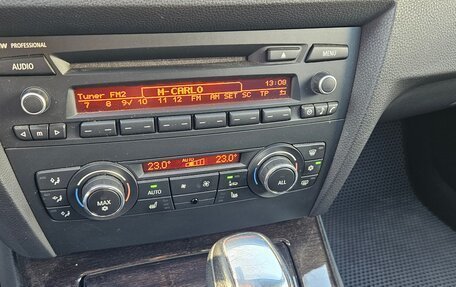 W PROFESSIONAL
AUDIO
MENU
Tuner FM2 M-CARLO 13:08
7 8 9√ 10 11 12 FM AM SET SC TP
m
23.0° AUTO 23.0°
MAX
AUTO
ALL